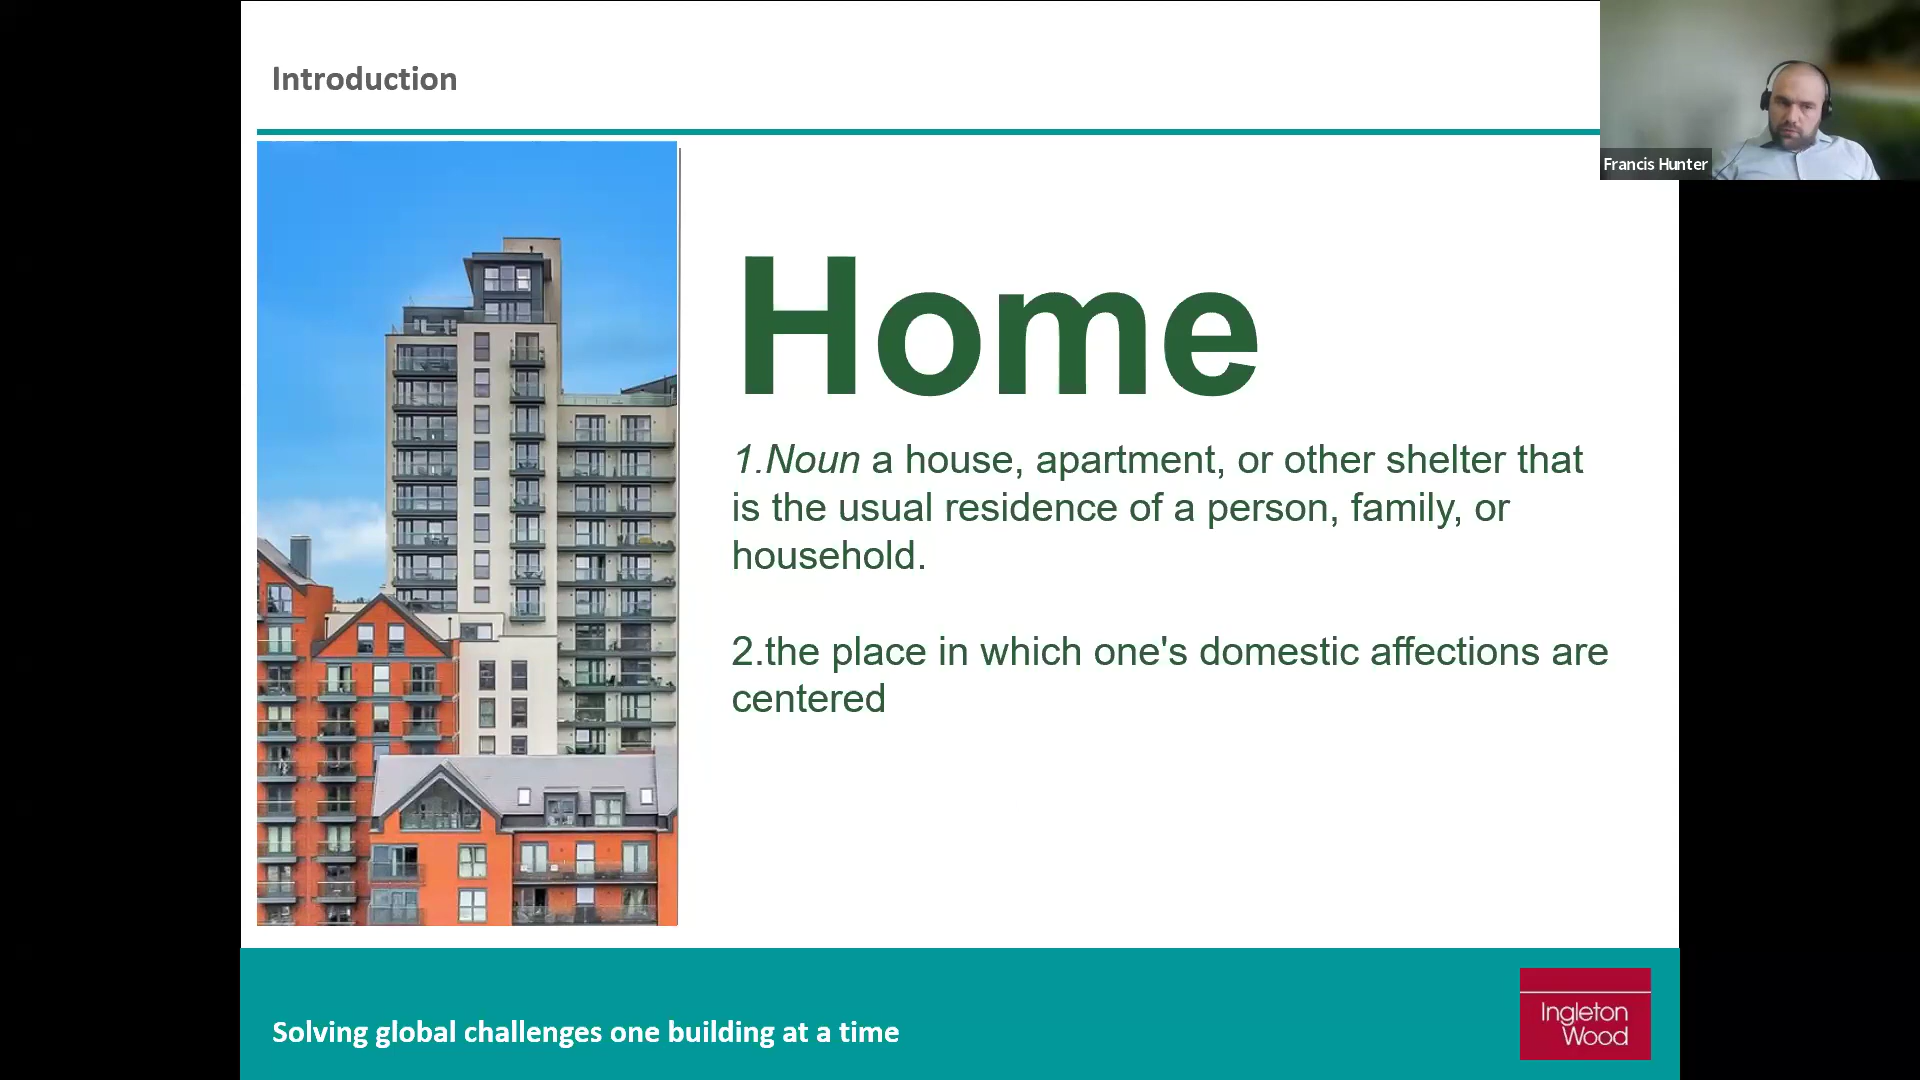 Introduction
Francis Hunter
Home
1.Noun a house, apartment, or other shelter that
is the usual residence of a person, family, or
household.
2.the place in which one's domestic affections are
centered
Solving global challenges one building at a time
Ingleton
Wood